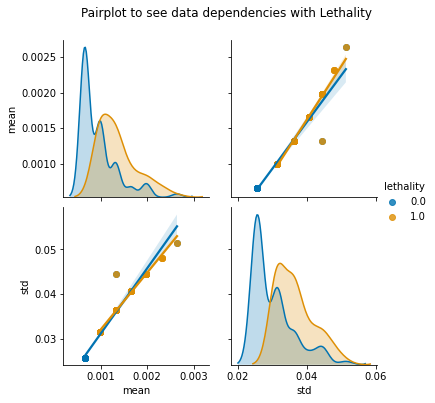 Pairplot to see data dependencies with Lethality
0.0025
0.0020
0.0015
0.0010
mean
lethality
0.0
1.0
0.05
0.04
0.03
std
0.001 0.002 0.003
0.02 0.04 0.06
mean std